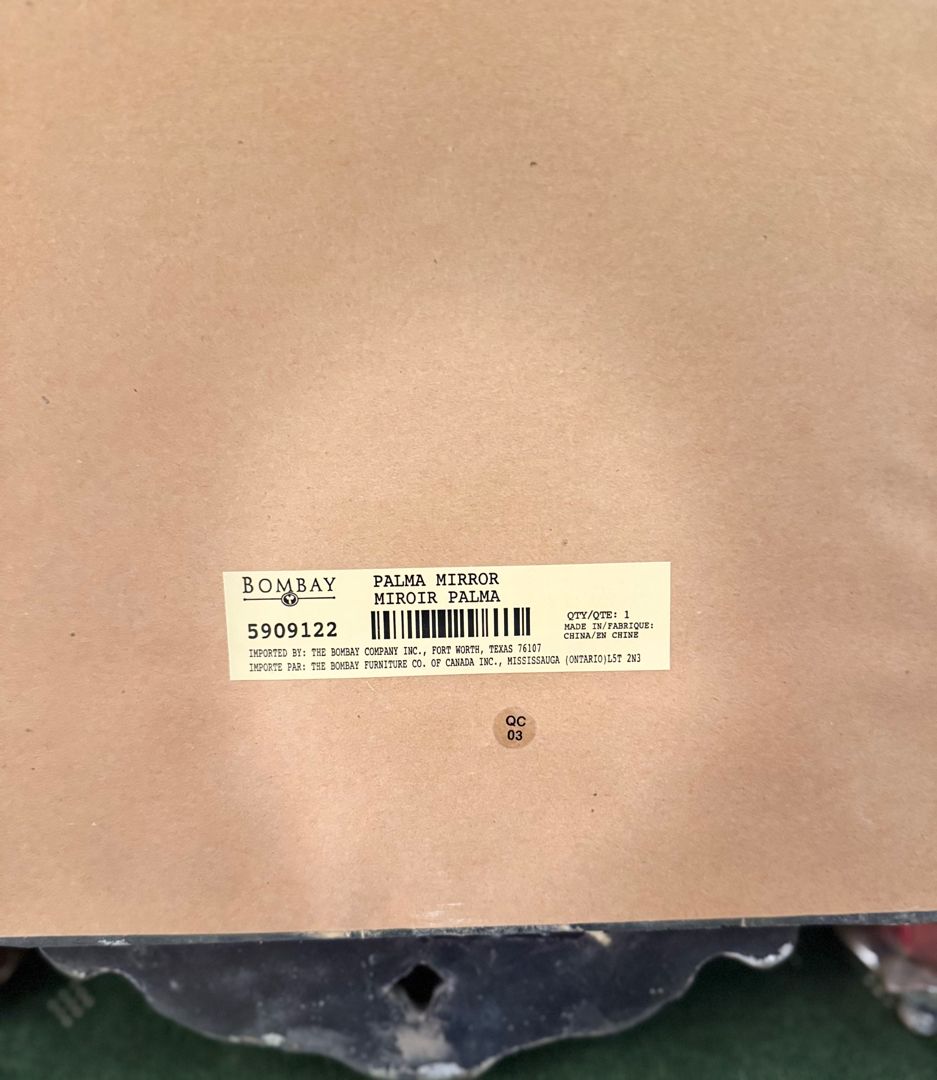 BOMBAY
5909122
PALMA MIRROR
MIROIR PALMA
QTY/QTE: 1
MADE IN/FABRIQUE:
CHINA/EN CHINE
IMPORTED BY: THE BOMBAY COMPANY INC., FORT WORTH, TEXAS 76107
IMPORTE PAR: THE BOMBAY FURNITURE CO. OF CANADA INC., MISSISSAUGA (ONTARIO)L5T 2N3
QC
03